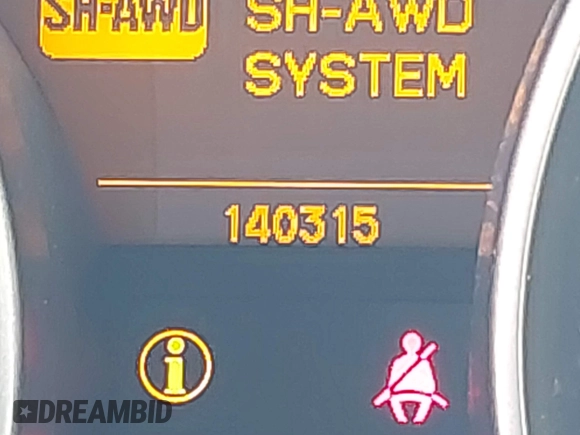 SH-AWD
SH-AWD
SYSTEM
140315
i
DREAMBID